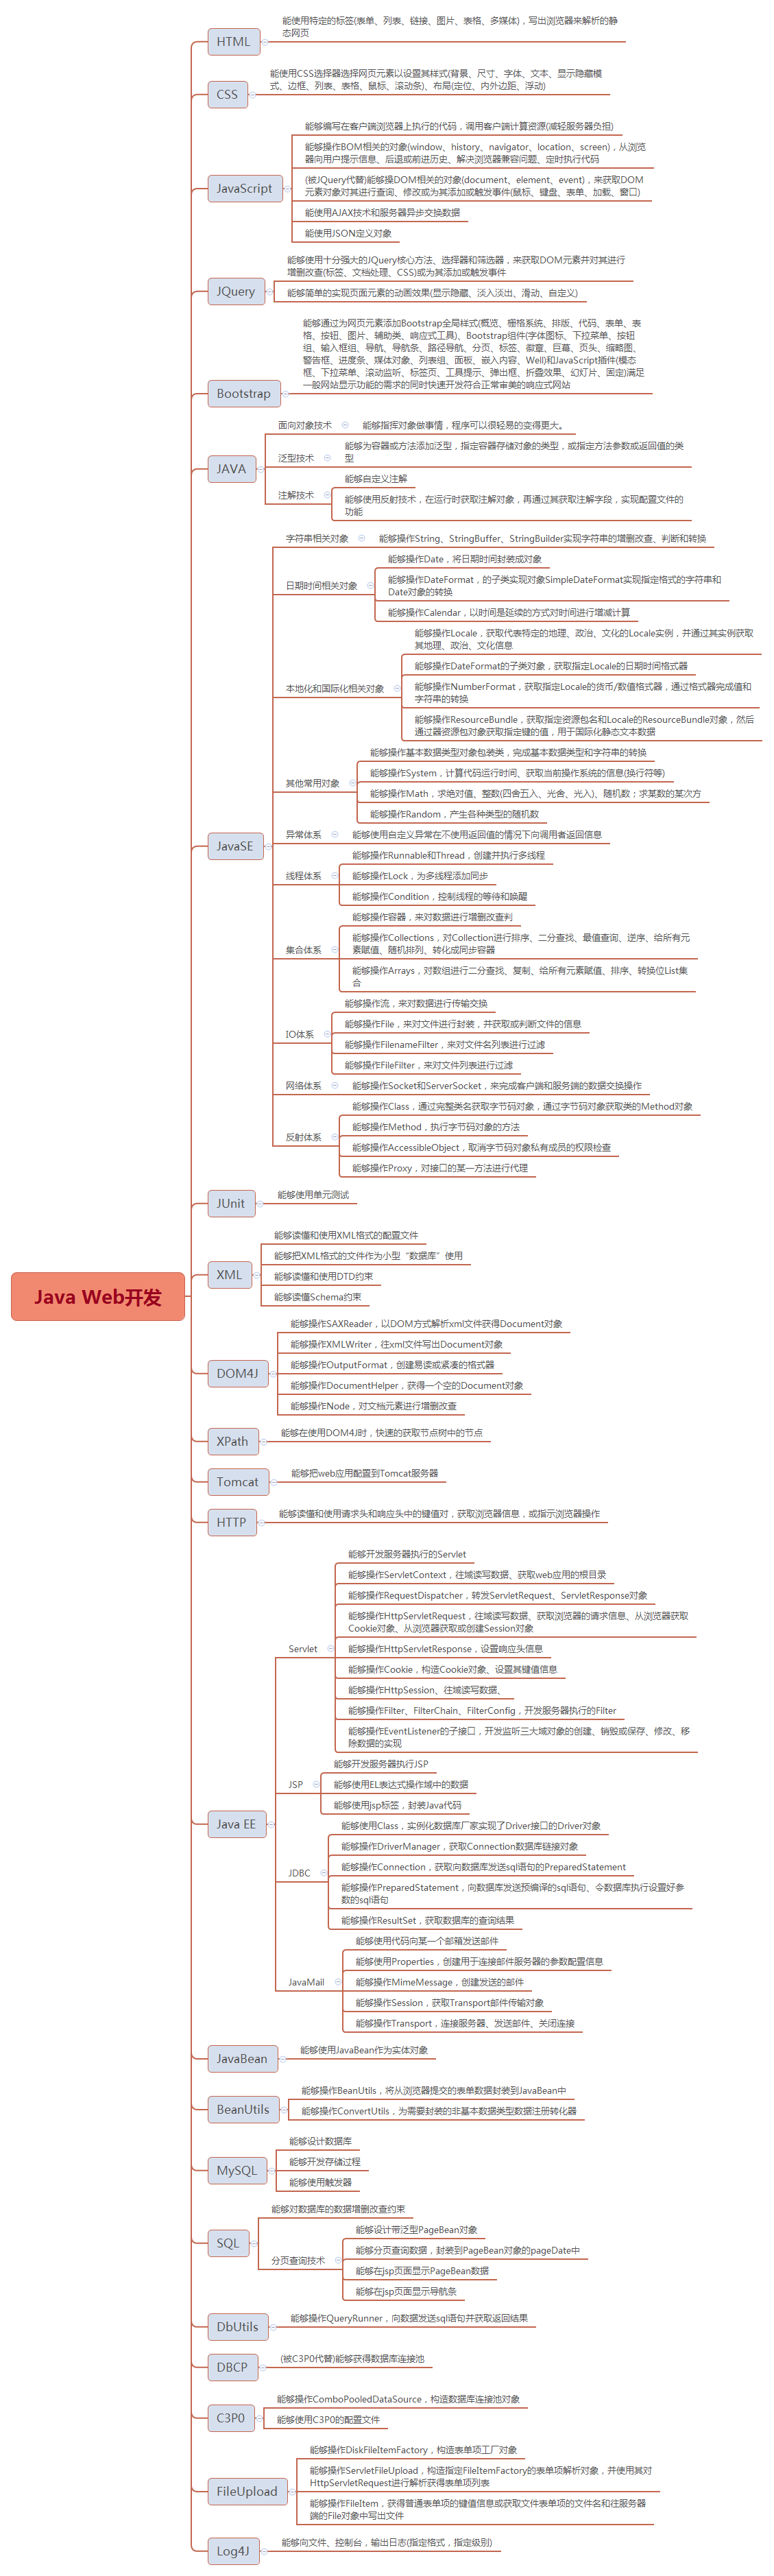 Java Web开发
HTML
能使用特定的标签(表单、列表、链接、图片、表格、多媒体)，写出浏览器来解析的静
态网页
CSS
能使用CSS选择器选择网页元素以设置其样式(背景、尺寸、字体、文本、显示隐藏模
式、边框、列表、表格、鼠标、滚动条)、布局(定位、内外边距、浮动)
JavaScript
能够编写在客户端浏览器上执行的代码，调用客户端计算资源(减轻服务器负担)
能够操作BOM相关的对象(window、history、navigator、location、screen)，从浏览
器向用户提示信息、后退或前进历史、解决浏览器兼容问题、定时执行代码
(被JQuery代替)能够操DOM相关的对象(document、element、event)，来获取DOM
元素对象对其进行查询、修改或为其添加或触发事件(鼠标、键盘、表单、加载、窗口)
能使用AJAX技术和服务器异步交换数据
能使用JSON定义对象
JQuery
能够使用十分强大的JQuery核心方法、选择器和筛选器，来获取DOM元素并对其进行
增删改查(标签、文档处理、CSS)或为其添加或触发事件
能够简单的实现页面元素的动画效果(显示隐藏、淡入淡出、滑动、自定义)
Bootstrap
能够通过为网页元素添加Bootstrap全局样式(概览、栅格系统、排版、代码、表单、表
格、按钮、图片、辅助类、响应式工具)、Bootstrap组件(字体图标、下拉菜单、按钮
组、输入框组、导航、导航条、路径导航、分页、标签、徽章、巨幕、页头、缩略图、
警告框、进度条、媒体对象、列表组、面板、嵌入内容、Well)和JavaScript插件(模态
框、下拉菜单、滚动监听、标签页、工具提示、弹出框、折叠效果、幻灯片、固定)满足
一般网站显示功能的需求的同时快速开发符合正常审美的响应式网站
JAVA
面向对象技术
能够指挥对象做事情，程序可以很轻易的变得更大。
泛型技术
能够为容器或方法添加泛型，指定容器存储对象的类型，或指定方法参数或返回值的类
型
注解技术
能够自定义注解
能够使用反射技术，在运行时获取注解对象，再通过其获取注解字段，实现配置文件的
功能
JavaSE
字符串相关对象
能够操作String、StringBuffer、StringBuilder实现字符串的增删改查、判断和转换
日期时间相关对象
能够操作Date，将日期时间封装成对象
能够操作DateFormat，的子类实现对象SimpleDateFormat实现指定格式的字符串和
Date对象的转换
能够操作Calendar，以时间是延续的方式对时间进行增减计算
本地化和国际化相关对象
能够操作Locale，获取代表特定的地理、政治、文化的Locale实例，并通过其实例获取
其地理、政治、文化信息
能够操作DateFormat的子类对象，获取指定Locale的日期时间格式器
能够操作NumberFormat，获取指定Locale的货币/数值格式器，通过格式器完成值和
字符串的转换
能够操作ResourceBundle，获取指定资源包名和Locale的ResourceBundle对象，然后
通过器资源包对象获取指定键的值，用于国际化静态文本数据
其他常用对象
能够操作基本数据类型对象包装类，完成基本数据类型和字符串的转换
能够操作System，计算代码运行时间、获取当前操作系统的信息(换行符等)
能够操作Math，求绝对值、整数(四舍五入、光舍、光入)、随机数；求某数的某次方
能够操作Random，产生各种类型的随机数
异常体系
能够使用自定义异常在不使用返回值的情况下向调用者返回信息
线程体系
能够操作Runnable和Thread，创建并执行多线程
能够操作Lock，为多线程添加同步
能够操作Condition，控制线程的等待和唤醒
集合体系
能够操作容器，来对数据进行增删改查判
能够操作Collections，对Collection进行排序、二分查找、最值查询、逆序、给所有元
素赋值、随机排列、转化成同步容器
能够操作Arrays，对数组进行二分查找、复制、给所有元素赋值、排序、转换位List集
合
IO体系
能够操作流，来对数据进行传输交换
能够操作File，来对文件进行封装，并获取或判断文件的信息
能够操作FilenameFilter，来对文件名列表进行过滤
能够操作FileFilter，来对文件列表进行过滤
网络体系
能够操作Socket和ServerSocket，来完成客户端和服务端的数据交换操作
反射体系
能够操作Class，通过完整类名获取字节码对象，通过字节码对象获取类的Method对象
能够操作Method，执行字节码对象的方法
能够操作AccessibleObject，取消字节码对象私有成员的权限检查
能够操作Proxy，对接口的某一方法进行代理
JUnit
能够使用单元测试
XML
能够读懂和使用XML格式的配置文件
能够把XML格式的文件作为小型“数据库”使用
能够读懂和使用DTD约束
能够读懂Schema约束
DOM4J
能够操作SAXReader，以DOM方式解析xml文件获得Document对象
能够操作XMLWriter，往xml文件写出Document对象
能够操作OutputFormat，创建易读或紧凑的格式器
能够操作DocumentHelper，获得一个空的Document对象
能够操作Node，对文档元素进行增删改查
XPath
能够在使用DOM4J时，快速的获取节点树中的节点
Tomcat
能够把web应用配置到Tomcat服务器
HTTP
能够读懂和使用请求头和响应头中的键值对，获取浏览器信息，或指示浏览器操作
Java EE
Servlet
能够开发服务器执行的Servlet
能够操作ServletContext，往域读写数据、获取web应用的根目录
能够操作RequestDispatcher，转发ServletRequest、ServletResponse对象
能够操作HttpServletRequest，往域读写数据、获取浏览器的请求信息、从浏览器获取
Cookie对象、从浏览器获取或创建Session对象
能够操作HttpServletResponse，设置响应头信息
能够操作Cookie，构造Cookie对象、设置其键值信息
能够操作HttpSession、往域读写数据、
能够操作Filter、FilterChain、FilterConfig，开发服务器执行的Filter
能够操作EventListener的子接口，开发监听三大域对象的创建、销毁或保存、修改、移
除数据的实现
JSP
能够开发服务器执行JSP
能够使用EL表达式操作域中的数据
能够使用jsp标签，封装Java代码
JDBC
能够使用Class，实例化数据库厂家实现了Driver接口的Driver对象
能够操作DriverManager，获取Connection数据库链接对象
能够操作Connection，获取向数据库发送sql语句的PreparedStatement
能够操作PreparedStatement，向数据库发送预编译的sql语句、令数据库执行设置好参
数的sql语句
能够操作ResultSet，获取数据库的查询结果
JavaMail
能够使用代码向某一个邮箱发送邮件
能够使用Properties，创建用于连接邮件服务器的参数配置信息
能够操作MimeMessage，创建发送的邮件
能够操作Session，获取Transport邮件传输对象
能够操作Transport，连接服务器、发送邮件、关闭连接
JavaBean
能够使用JavaBean作为实体对象
BeanUtils
能够操作BeanUtils，将从浏览器提交的表单数据封装到JavaBean中
能够操作ConvertUtils，为需要封装的非基本数据类型数据注册转化器
MySQL
能够设计数据库
能够开发存储过程
能够使用触发器
SQL
能够对数据库的数据增删改查约束
分页查询技术
能够设计带泛型PageBean对象
能够分页查询数据，封装到PageBean对象的pageDate中
能够在jsp页面显示PageBean数据
能够在jsp页面显示导航条
DbUtils
能够操作QueryRunner，向数据发送sql语句并获取返回结果
DBCP
(被C3P0代替)能够获得数据库连接池
C3P0
能够操作ComboPooledDataSource，构造数据库连接池对象
能够使用C3P0的配置文件
FileUpload
能够操作DiskFileItemFactory，构造表单项工厂对象
能够操作ServletFileUpload，构造指定FileItemFactory的表单项解析对象，并使用其对
HttpServletRequest进行解析获得表单项列表
能够操作FileItem，获得普通表单项的键值信息或获取文件表单项的文件名和往服务器
端的File对象中写出文件
Log4J
能够向文件、控制台，输出日志(指定格式，指定级别)